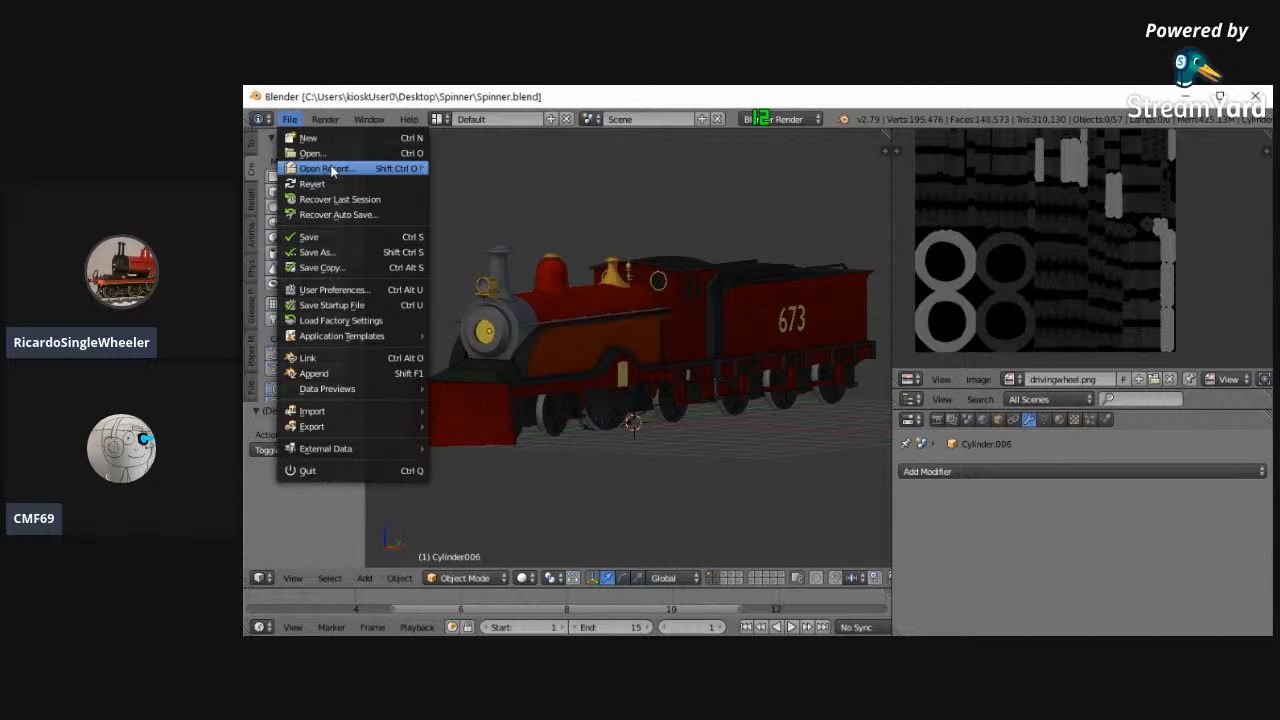 Powered by
StreamYard
Blender [C:\Users\kioskUser0\Desktop\Spinner\Spinner.blend]
File Render Window Help Default Scene Blender Render v2.79 | Verts:195,476 | Faces:148,573 | Tris:310,130 | Objects:0/57
12
New Ctrl N
Open... Ctrl O
Open Recent... Shift Ctrl O
Revert
Recover Last Session
Recover Auto Save...
Save Ctrl S
Save As... Shift Ctrl S
Save Copy... Ctrl Alt S
User Preferences... Ctrl Alt U
Save Startup File Ctrl U
Load Factory Settings
Application Templates
Link Ctrl Alt O
Append Shift F1
Data Previews
Import
Export
External Data
Quit Ctrl Q
673
RicardoSingleWheeler
CMF69
View Image drivingwheel.png F View
View Search All Scenes
Cylinder.006
Add Modifier
(1) Cylinder.006
View Select Add Object Object Mode Global
4 6 8 10 12
View Marker Frame Playback Start: 1 End: 15 1 No Sync